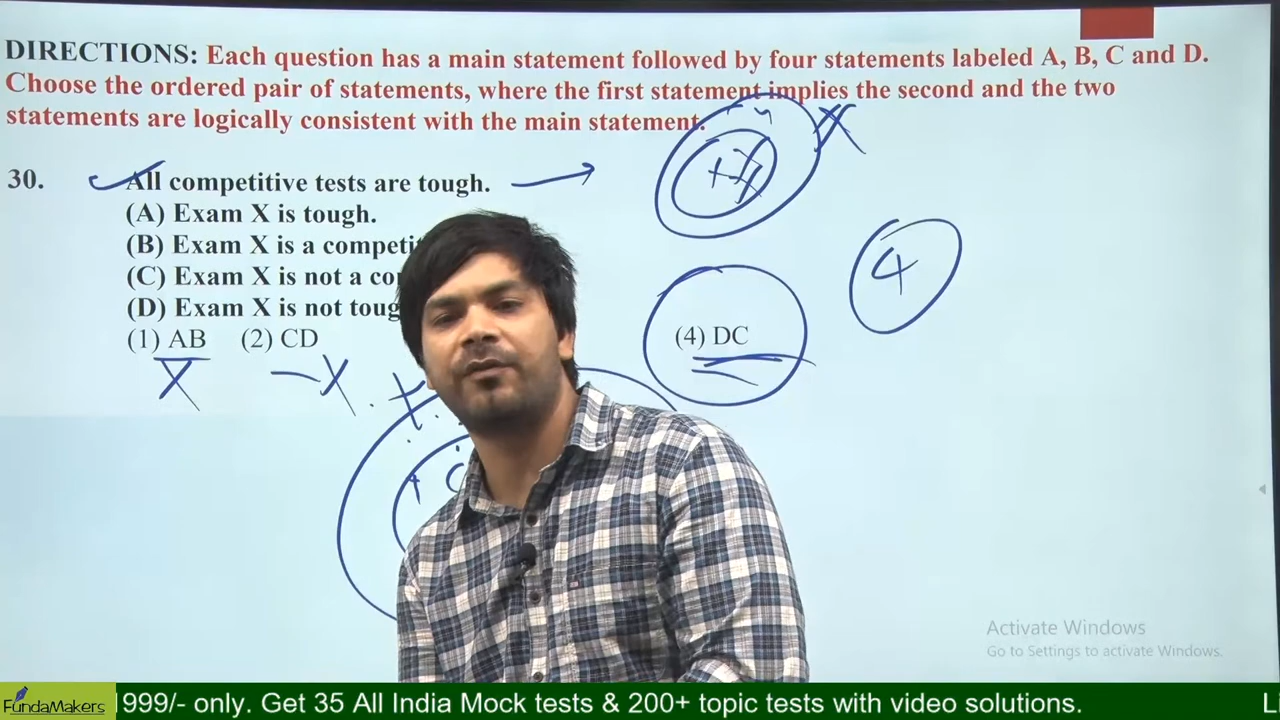 DIRECTIONS: Each question has a main statement followed by four statements labeled A, B, C and D.
Choose the ordered pair of statements, where the first statement implies the second and the two
statements are logically consistent with the main statement.
30. All competitive tests are tough.
(A) Exam X is tough.
(B) Exam X is a competit
(C) Exam X is not a co
(D) Exam X is not toug
(1) AB (2) CD (4) DC
4
Activate Windows
Go to Settings to activate Windows.
FUNDAMAKERS
1999/- only. Get 35 All India Mock tests & 200+ topic tests with video solutions. Li